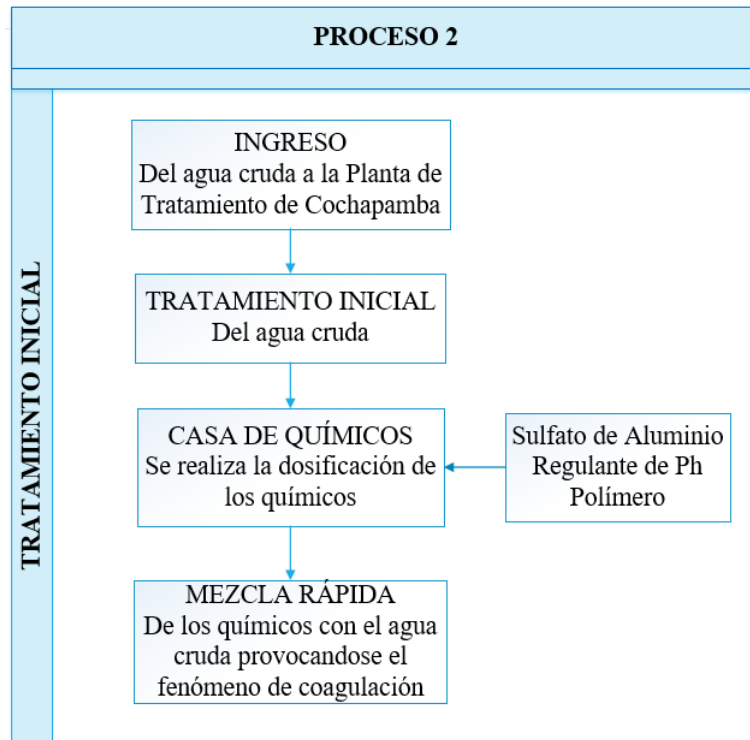 PROCESO 2
TRATAMIENTO INICIAL
INGRESO
Del agua cruda a la Planta de
Tratamiento de Cochapamba
TRATAMIENTO INICIAL
Del agua cruda
CASA DE QUÍMICOS
Se realiza la dosificación de
los químicos
Sulfato de Aluminio
Regulante de Ph
Polímero
MEZCLA RÁPIDA
De los químicos con el agua
cruda provocandose el
fenómeno de coagulación